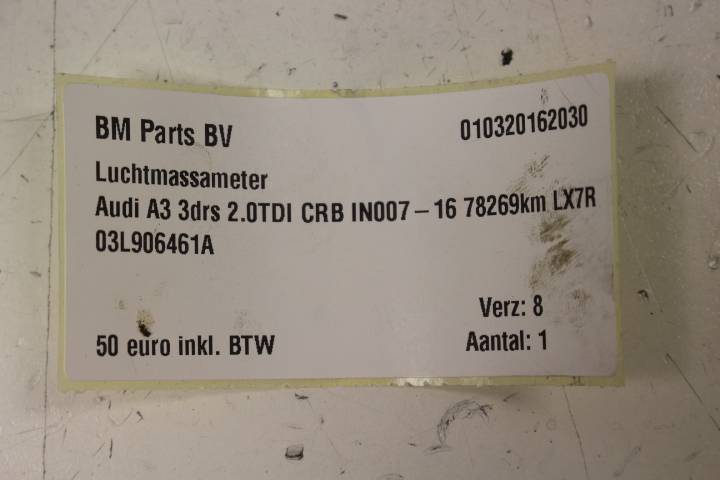 BM Parts BV 010320162030
Luchtmassameter
Audi A3 3drs 2.0TDI CRB IN007-16 78269km LX7R
03L906461A
Verz: 8
50 euro inkl. BTW Aantal: 1